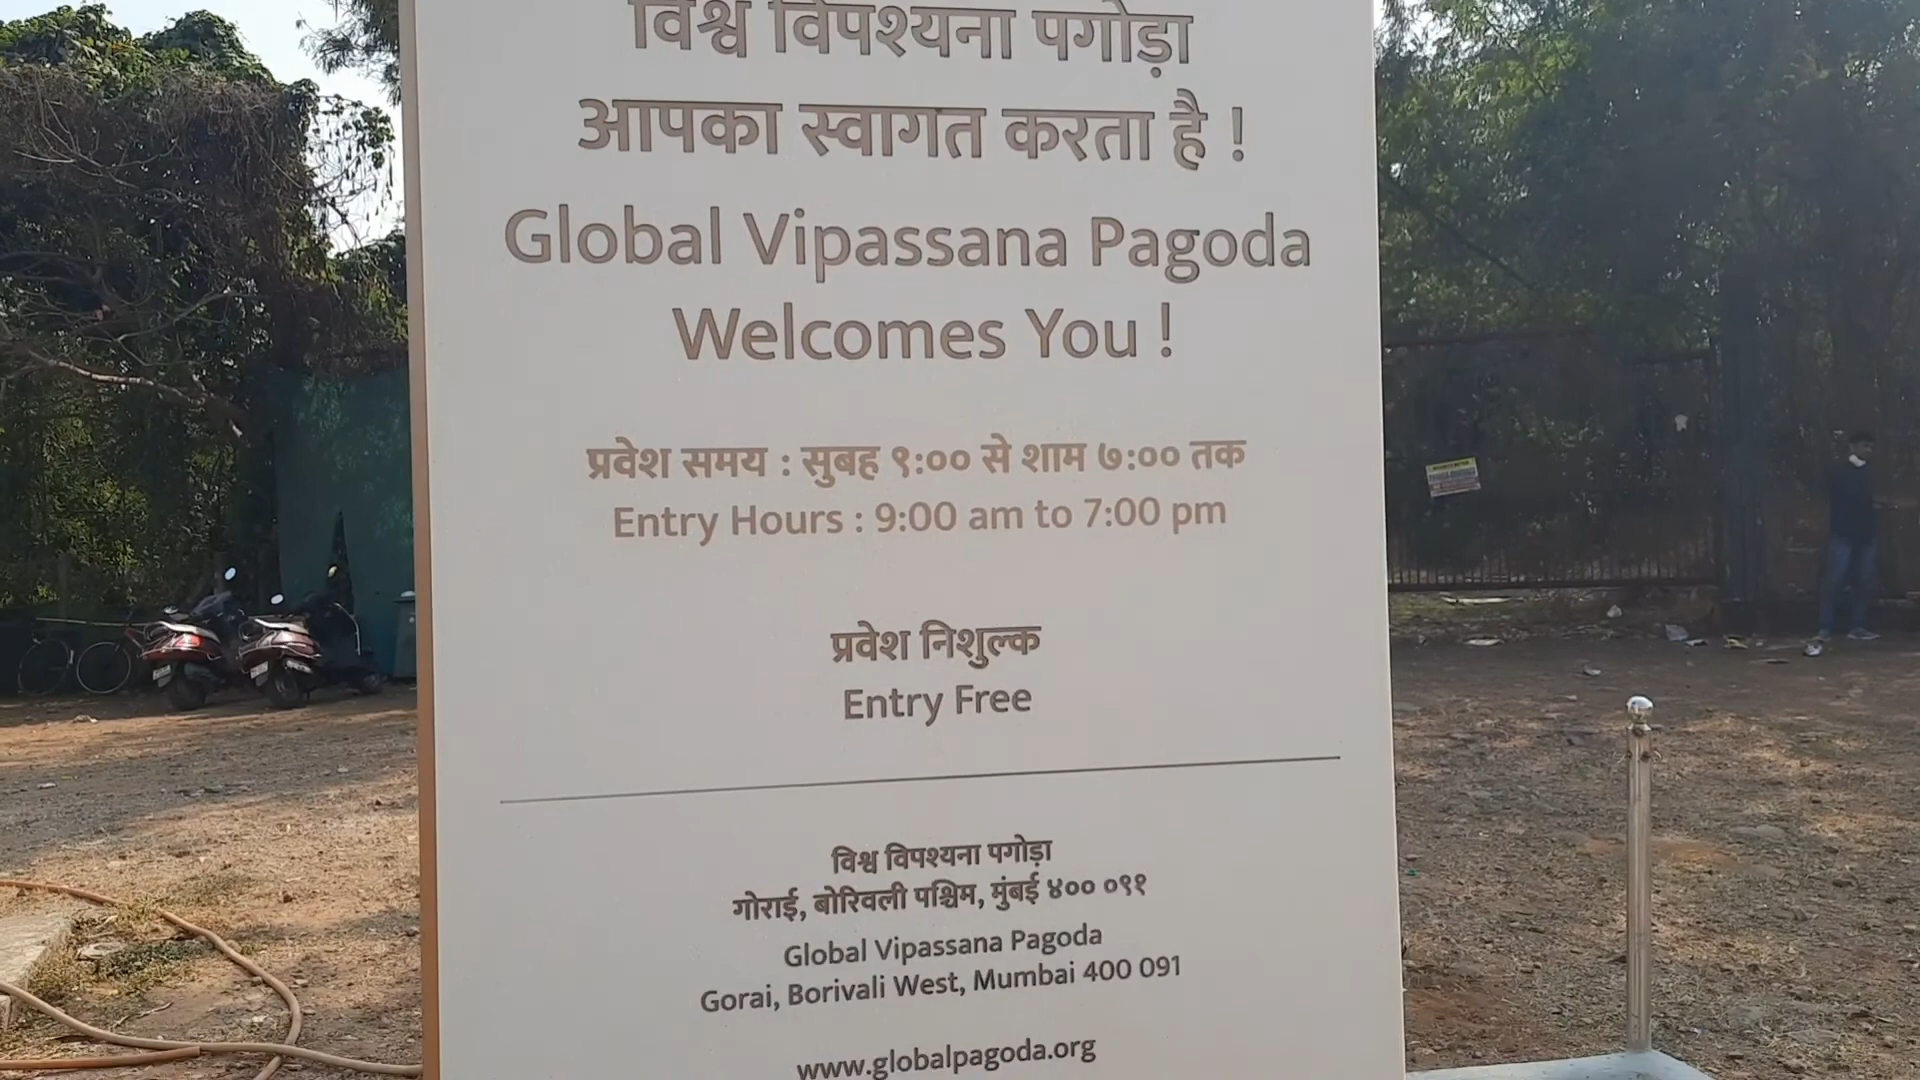 विश्व विपश्यना पगोड़ा
आपका स्वागत करता है !
Global Vipassana Pagoda
Welcomes You !
प्रवेश समय : सुबह ९:०० से शाम ७:०० तक
Entry Hours : 9:00 am to 7:00 pm
प्रवेश निशुल्क
Entry Free
विश्व विपश्यना पगोड़ा
गोराई, बोरिवली पश्चिम, मुंबई ४०० ०९१
Global Vipassana Pagoda
Gorai, Borivali West, Mumbai 400 091
www.globalpagoda.org